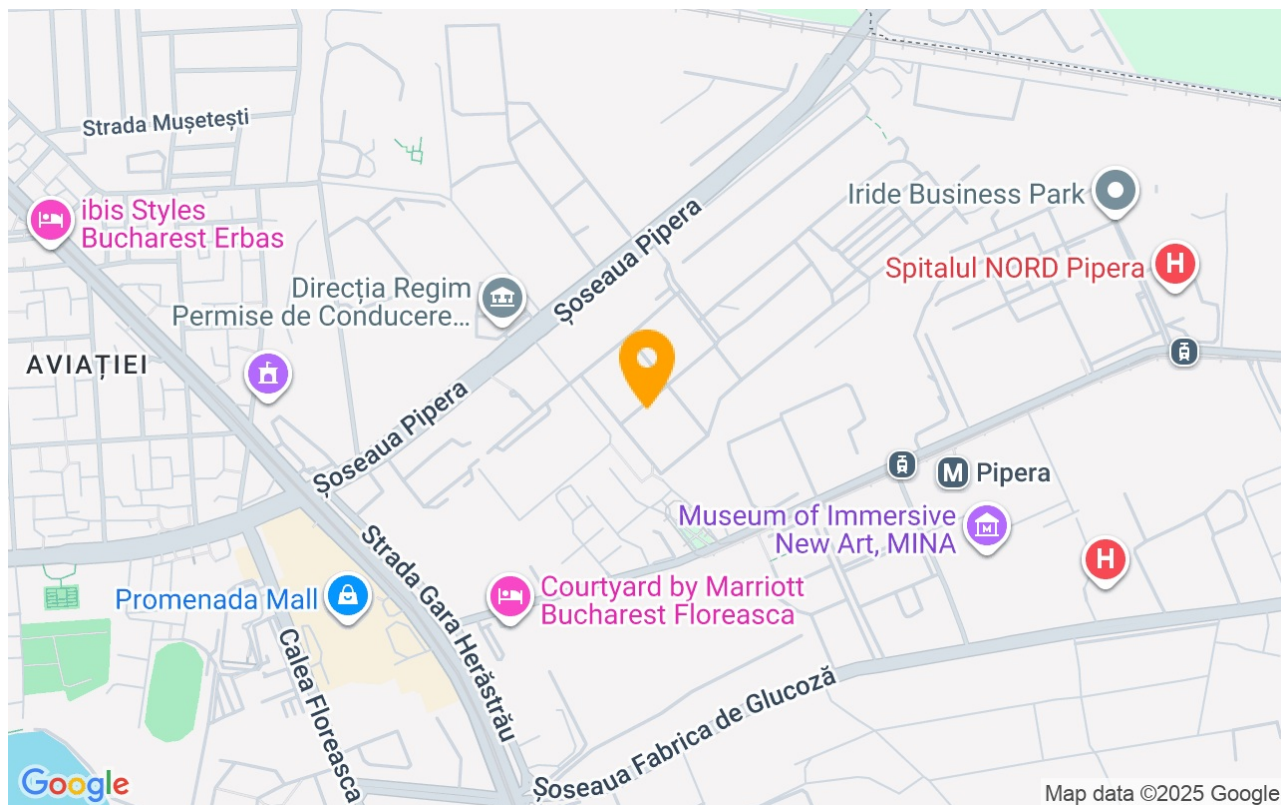 Strada Mușetești
ibis Styles
Bucharest Erbas
Iride Business Park
Șoseaua Pipera
Spitalul NORD Pipera
H
Direcția Regim
Permise de Conducere...
AVIAȚIEI
Șoseaua Pipera
M Pipera
Museum of Immersive
New Art, MINA
M
H
Strada Gara Herăstrău
Promenada Mall
Courtyard by Marriott
Bucharest Floreasca
Calea Floreasca
Șoseaua Fabrica de Glucoză
Google
Map data ©2025 Google